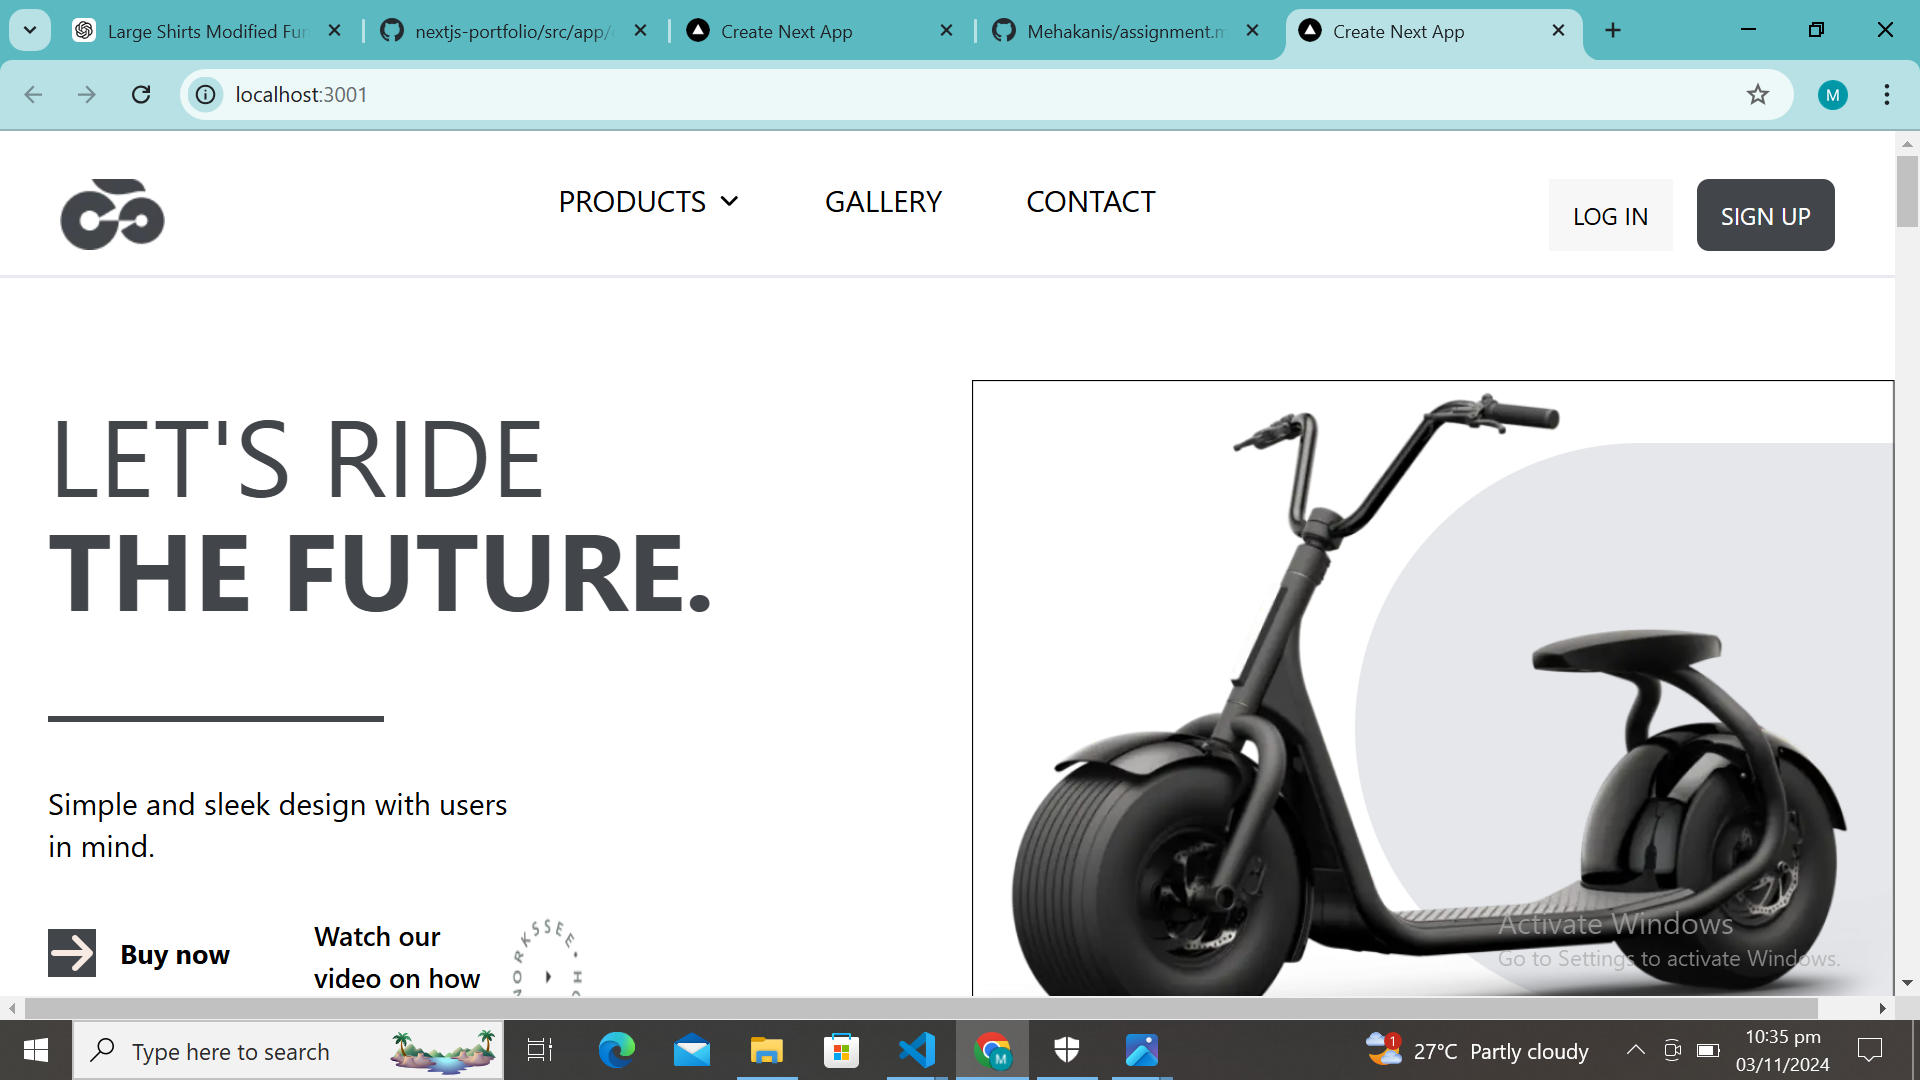 Large Shirts Modified Fun
nextjs-portfolio/src/app/
Create Next App
Mehakanis/assignment.m
Create Next App
localhost:3001
M
PRODUCTS
GALLERY
CONTACT
LOG IN
SIGN UP
LET'S RIDE
THE FUTURE.
Simple and sleek design with users
in mind.
Buy now
Watch our
video on how
ORKSSEE • H
Activate Windows
Go to Settings to activate Windows.
Type here to search
M
1
27°C Partly cloudy
10:35 pm
03/11/2024